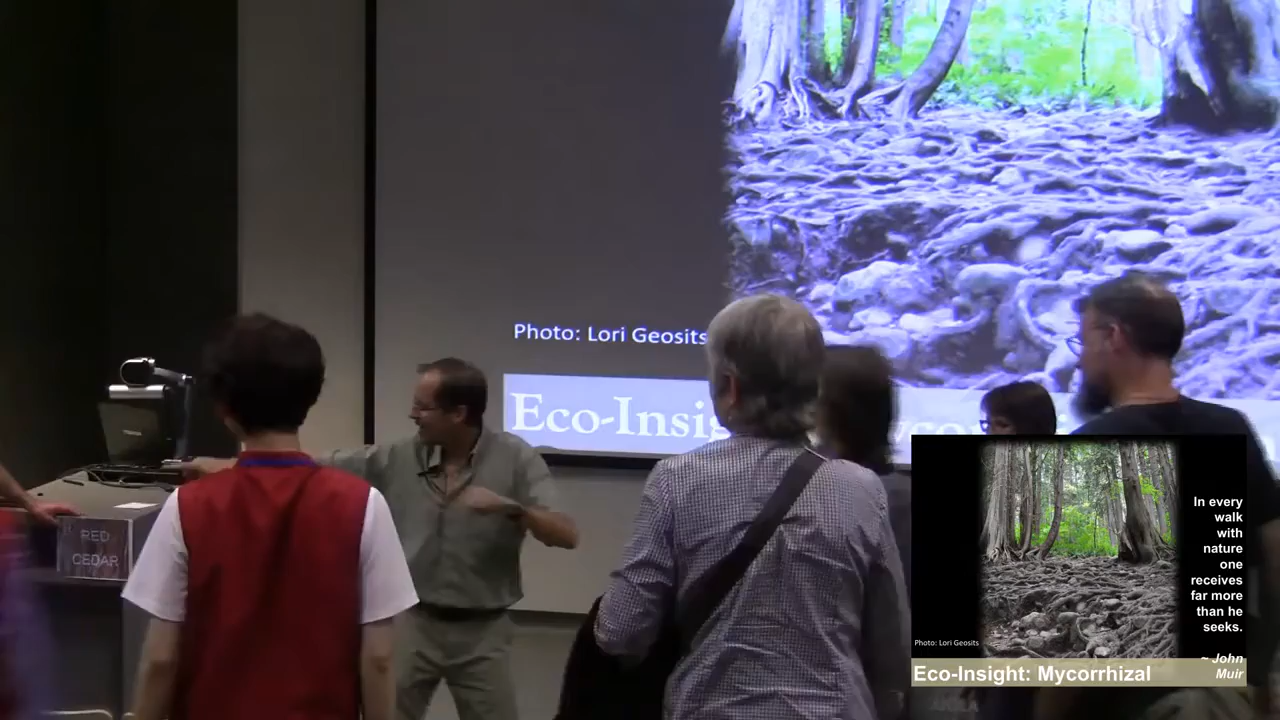 Photo: Lori Geosits
Eco-Insig
RED
CEDAR
In every
walk
with
nature
one
receives
far more
than he
seeks.
~ John
Muir
Photo: Lori Geosits
Eco-Insight: Mycorrhizal